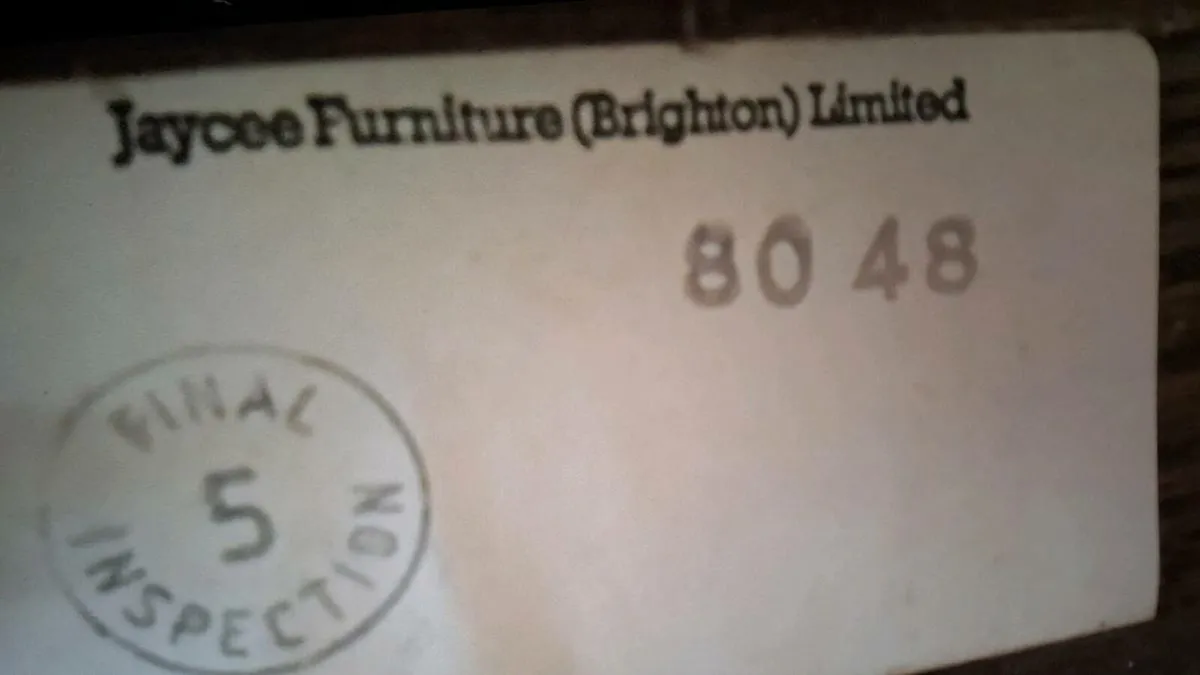 Jaycee Furniture (Brighton) Limited
80 48
FINAL
5
INSPECTION